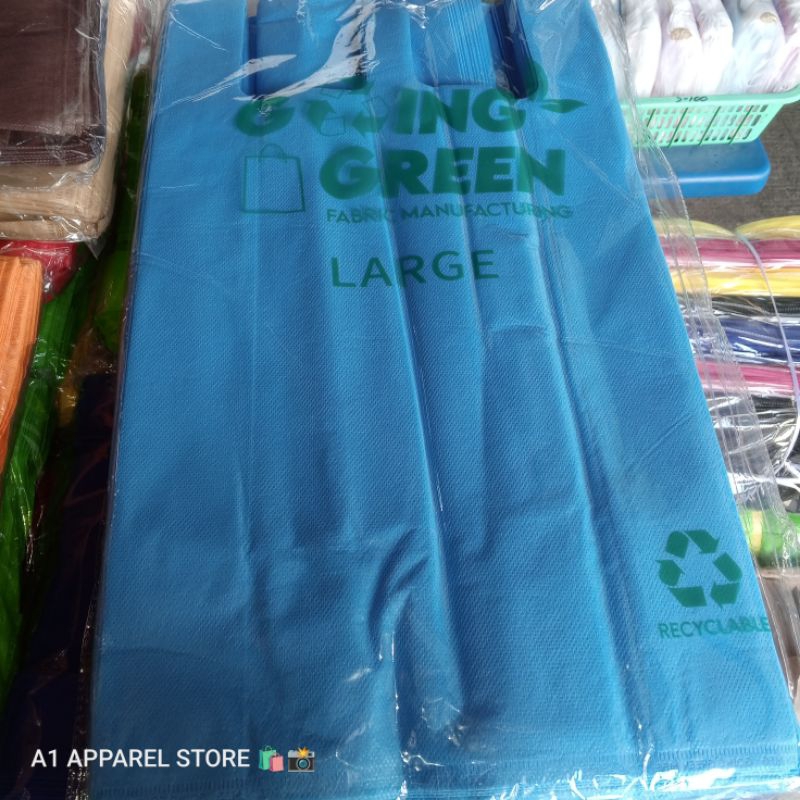 GOING
GREEN
FABRIC MANUFACTURING
LARGE
RECYCLABLE
A1 APPAREL STORE 🛍️📸